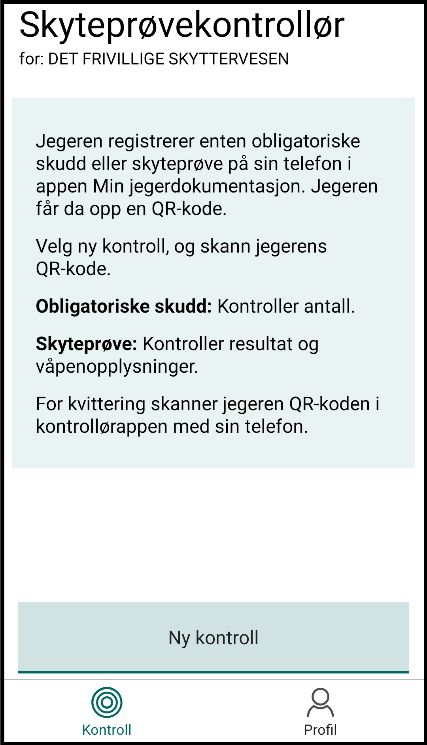 Skyteprøvekontrollør
for: DET FRIVILLIGE SKYTTERVESEN
Jegeren registrerer enten obligatoriske
skudd eller skyteprøve på sin telefon i
appen Min jegerdokumentasjon. Jegeren
får da opp en QR-kode.
Velg ny kontroll, og skann jegerens
QR-kode.
Obligatoriske skudd: Kontroller antall.
Skyteprøve: Kontroller resultat og
våpenopplysninger.
For kvittering skanner jegeren QR-koden i
kontrollørappen med sin telefon.
Ny kontroll
Kontroll
Profil